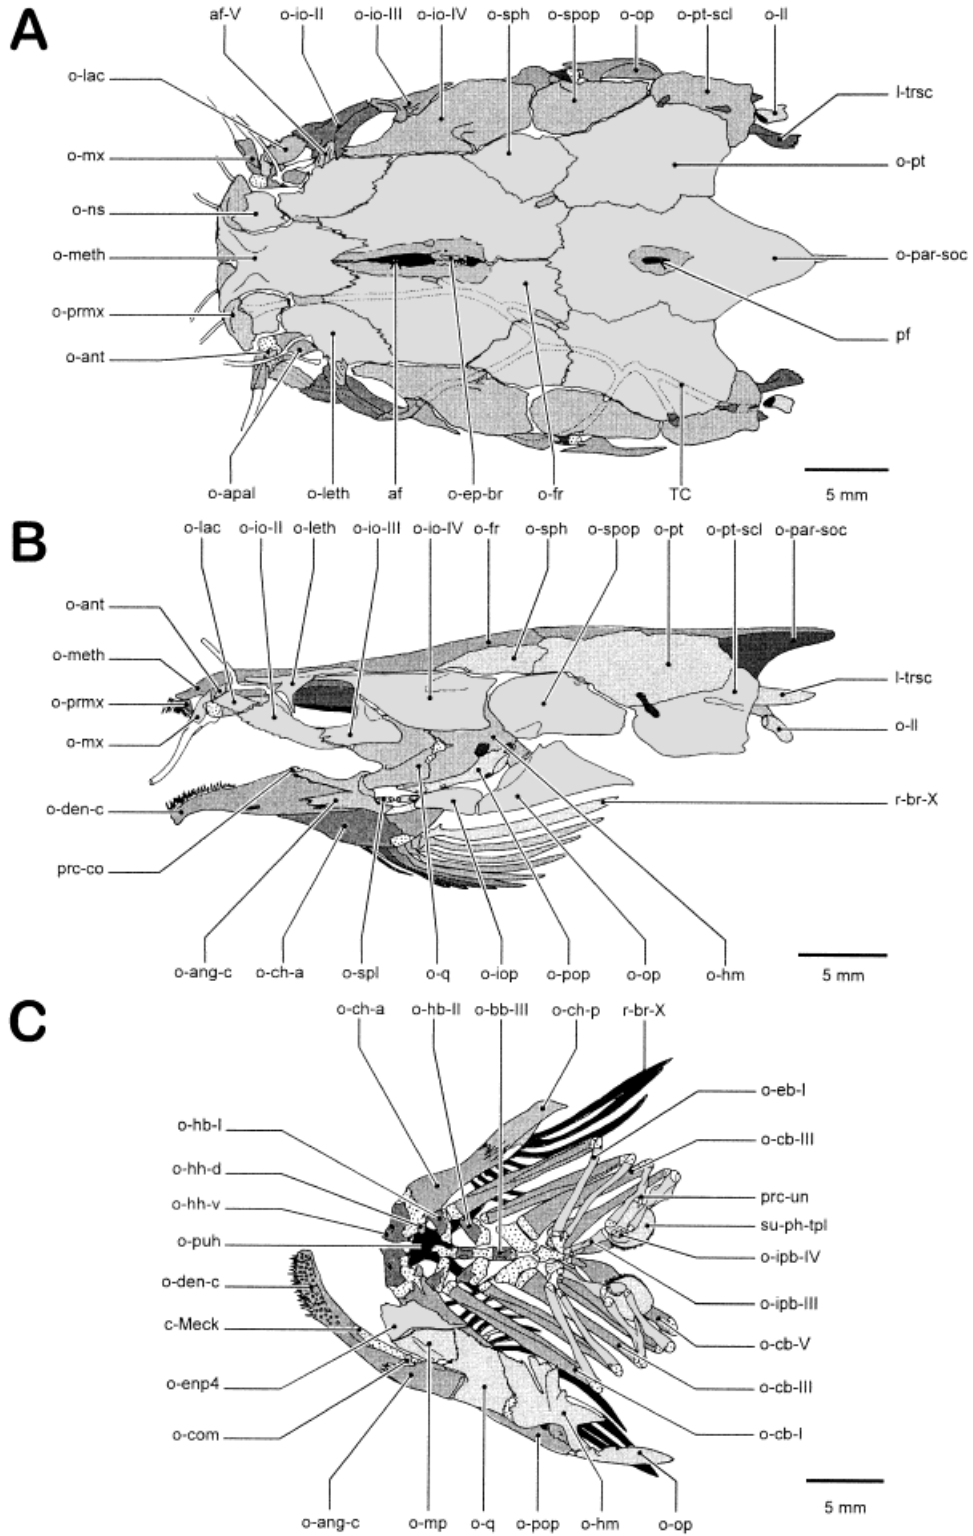 A
af-V o-io-II o-io-III o-io-IV o-sph o-spop o-op o-pt-scl o-II
o-lac
l-trsc
o-mx
o-pt
o-ns
o-meth
o-par-soc
o-prmx
pf
o-ant
o-apal o-leth af o-ep-br o-fr TC 5 mm
B
o-lac o-io-II o-leth o-io-III o-io-IV o-fr o-sph o-spop o-pt o-pt-scl o-par-soc
o-ant
o-meth
l-trsc
o-prmx
o-ll
o-mx
o-den-c
r-br-X
prc-co
o-ang-c o-ch-a o-spl o-q o-iop o-pop o-op o-hm 5 mm
C
o-ch-a o-hb-II o-bb-III o-ch-p r-br-X
o-eb-I
o-hb-I
o-cb-III
o-hh-d
prc-un
o-hh-v
su-ph-tpl
o-puh
o-ipb-IV
o-den-c
o-ipb-III
c-Meck
o-cb-V
o-enp4
o-cb-III
o-com
o-cb-I
5 mm
o-ang-c o-mp o-q o-pop o-hm o-op